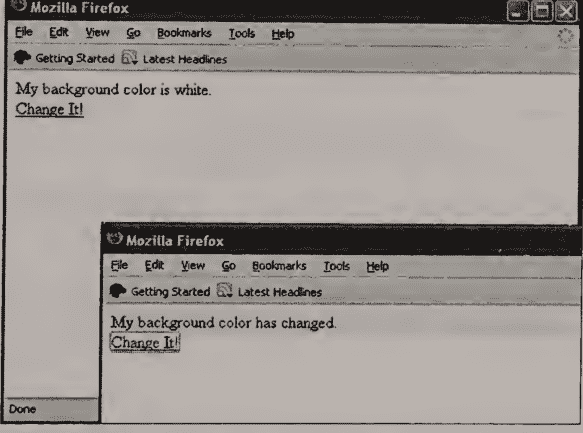 Mozilla Firefox
File Edit View Go Bookmarks Tools Help
Getting Started Latest Headlines
My background color is white.
Change It!
Mozilla Firefox
File Edit View Go Bookmarks Tools Help
Getting Started Latest Headlines
My background color has changed.
Change It!
Done